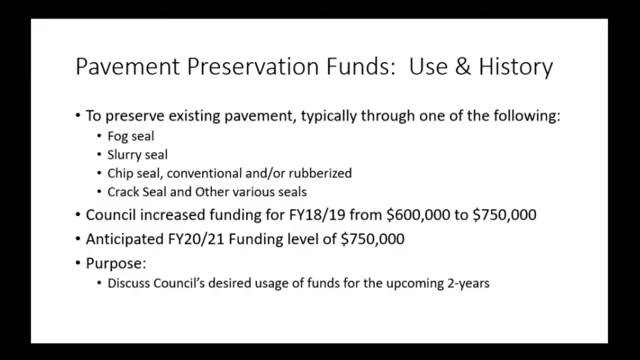 Pavement Preservation Funds: Use & History
• To preserve existing pavement, typically through one of the following:
• Fog seal
• Slurry seal
• Chip seal, conventional and/or rubberized
• Crack Seal and Other various seals
• Council increased funding for FY18/19 from $600,000 to $750,000
• Anticipated FY20/21 Funding level of $750,000
• Purpose:
• Discuss Council's desired usage of funds for the upcoming 2-years